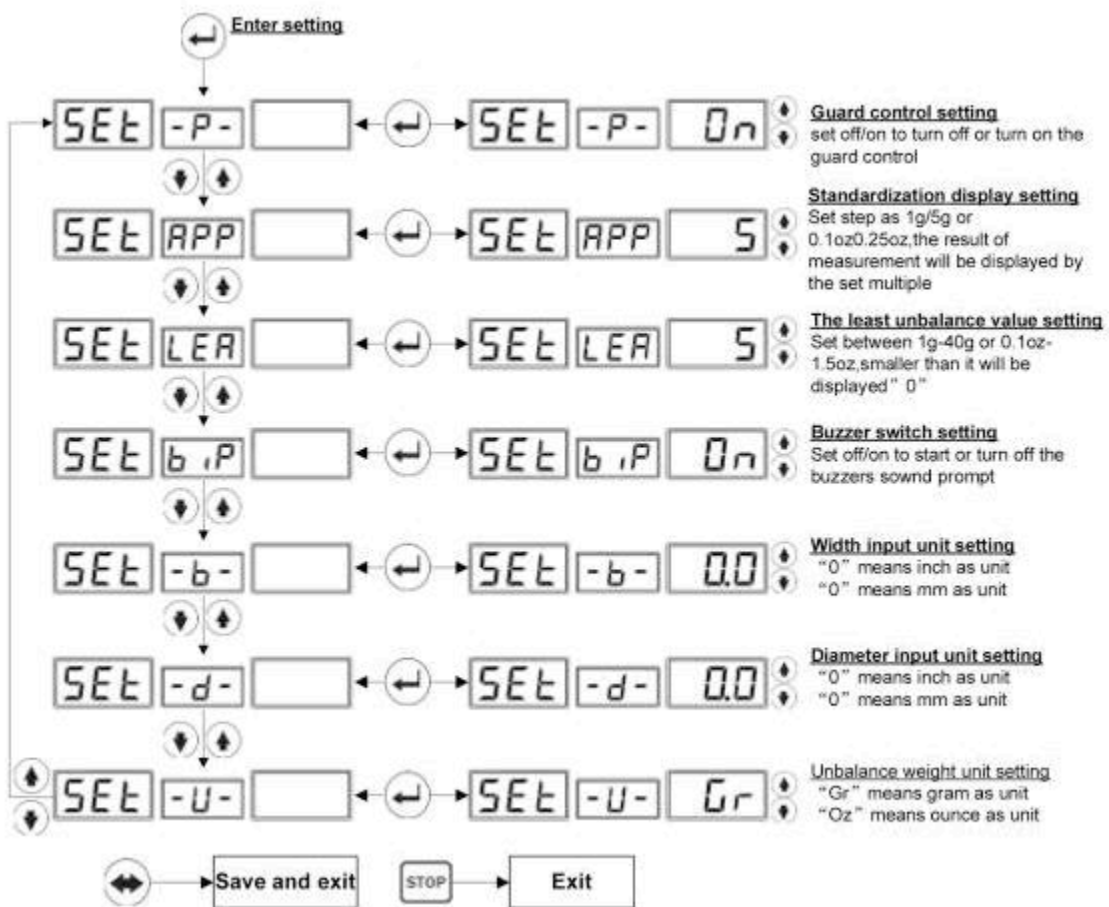 Enter setting
SEt -P- SEt -P- On
Guard control setting
set off/on to turn off or turn on the
guard control
SEt APP SEt APP 5
Standardization display setting
Set step as 1g/5g or
0.1oz0.25oz,the result of
measurement will be displayed by
the set multiple
SEt LEA SEt LEA 5
The least unbalance value setting
Set between 1g-40g or 0.1oz-
1.5oz,smaller than it will be
displayed" 0"
SEt biP SEt biP On
Buzzer switch setting
Set off/on to start or turn off the
buzzers sownd prompt
SEt -b- SEt -b- 0.0
Width input unit setting
"0" means inch as unit
"0" means mm as unit
SEt -d- SEt -d- 0.0
Diameter input unit setting
"0" means inch as unit
"0" means mm as unit
SEt -U- SEt -U- Gr
Unbalance weight unit setting
"Gr" means gram as unit
"Oz" means ounce as unit
Save and exit
STOP Exit